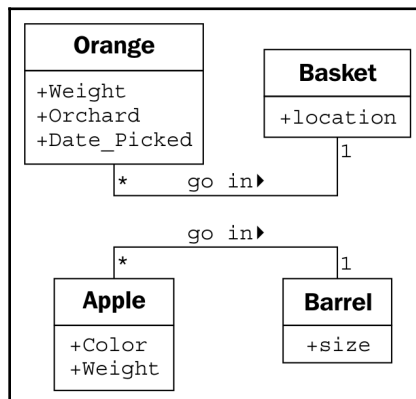 Orange
+Weight
+Orchard
+Date_Picked
Basket
+location
* go in▶ 1
go in▶
* 1
Apple
+Color
+Weight
Barrel
+size